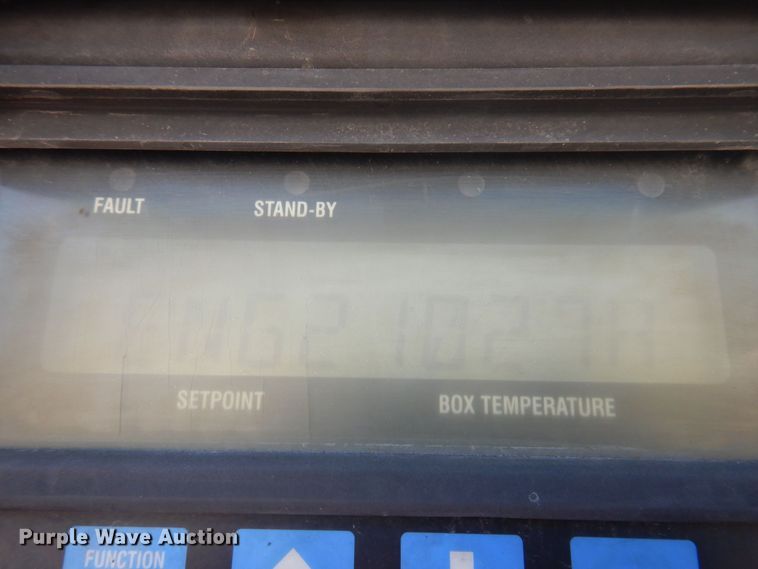 FAULT STAND-BY
SETPOINT BOX TEMPERATURE
Purple Wave Auction
FUNCTION